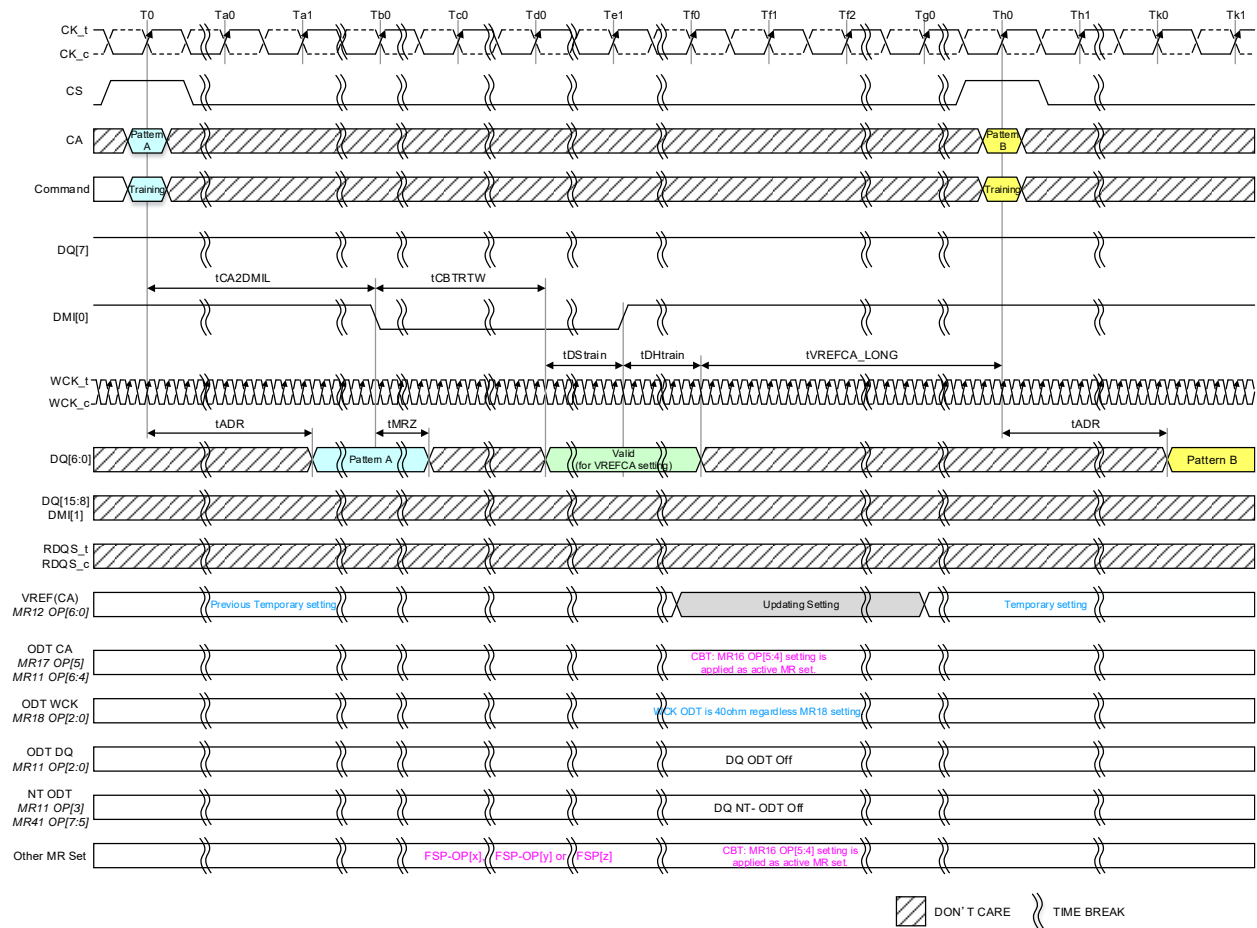 T0 Ta0 Ta1 Tb0 Tc0 Td0 Te1 Tf0 Tf1 Tf2 Tg0 Th0 Th1 Tk0 Tk1
CK_t
CK_c
CS
CA
Pattern
A
Pattern
B
Command
Training
Training
DQ[7]
tCA2DMIL
tCBTRTW
DMI[0]
tDStrain
tDHtrain
tVREFCA_LONG
WCK_t
WCK_c
tADR
tMRZ
tADR
DQ[6:0]
Pattern A
Valid
(for VREFCA setting)
Pattern B
DQ[15:8]
DMI[1]
RDQS_t
RDQS_c
VREF(CA)
MR12 OP[6:0]
Previous Temporary setting
Updating Setting
Temporary setting
ODT CA
MR17 OP[5]
MR11 OP[6:4]
CBT: MR16 OP[5:4] setting is
applied as active MR set.
ODT WCK
MR18 OP[2:0]
WCK ODT is 40ohm regardless MR18 setting
ODT DQ
MR11 OP[2:0]
DQ ODT Off
NT ODT
MR11 OP[3]
MR41 OP[7:5]
DQ NT- ODT Off
Other MR Set
FSP-OP[x], FSP-OP[y] or FSP[z]
CBT: MR16 OP[5:4] setting is
applied as active MR set.
DON'T CARE
TIME BREAK